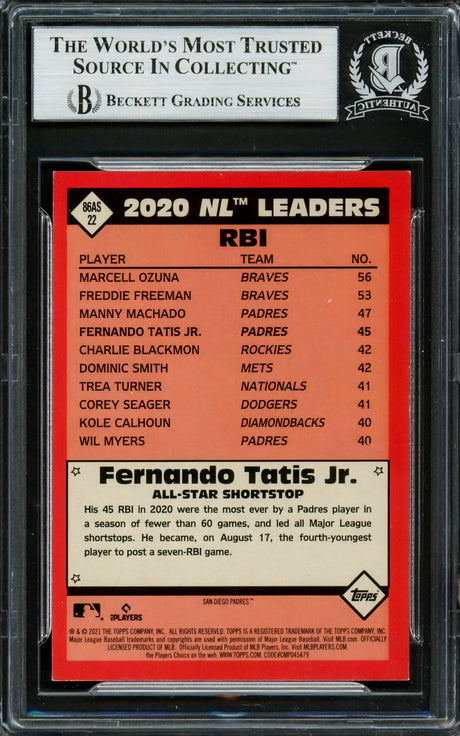 THE WORLD'S MOST TRUSTED
SOURCE IN COLLECTING™
B BECKETT GRADING SERVICES
BECKETT
AUTHENTIC
86AS
22
2020 NL™ LEADERS
RBI
PLAYER TEAM NO.
MARCELL OZUNA BRAVES 56
FREDDIE FREEMAN BRAVES 53
MANNY MACHADO PADRES 47
FERNANDO TATIS JR. PADRES 45
CHARLIE BLACKMON ROCKIES 42
DOMINIC SMITH METS 42
TREA TURNER NATIONALS 41
COREY SEAGER DODGERS 41
KOLE CALHOUN DIAMONDBACKS 40
WIL MYERS PADRES 40
Fernando Tatis Jr.
ALL-STAR SHORTSTOP
His 45 RBI in 2020 were the most ever by a Padres player in
a season of fewer than 60 games, and led all Major League
shortstops. He became, on August 17, the fourth-youngest
player to post a seven-RBI game.
Topps
SAN DIEGO PADRES™
PLAYERS
® & © 2021 THE TOPPS COMPANY, INC. ALL RIGHTS RESERVED. TOPPS IS A REGISTERED TRADEMARK OF THE TOPPS COMPANY, INC.
Major League Baseball trademarks and copyrights are used with permission of Major League Baseball. Visit MLB.com. OFFICIALLY
LICENSED PRODUCT OF MLB Players, Inc. Visit MLBPLAYERS.COM,
the Players Choice on the web. WWW.TOPPS.COM. CODE#CMP045479